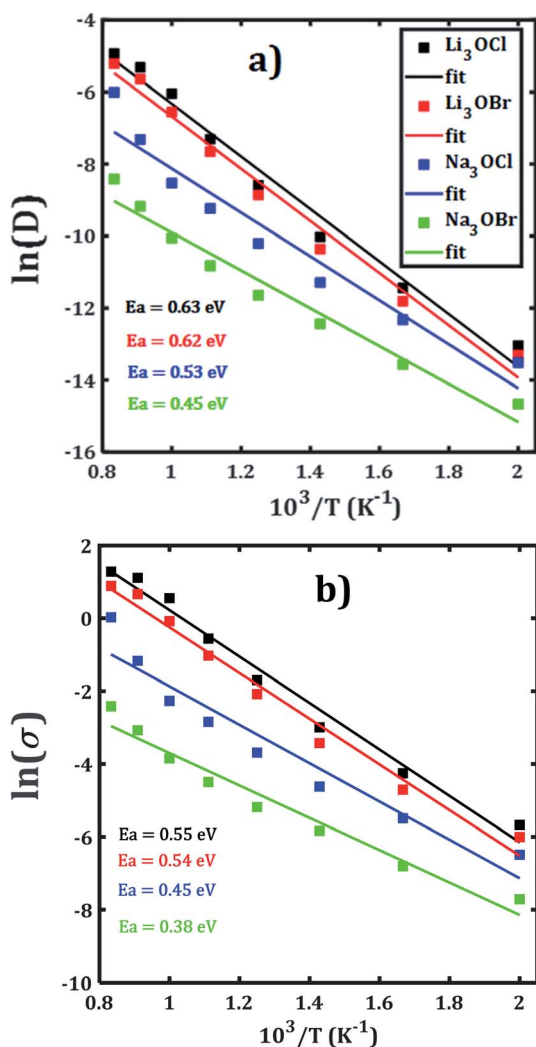 -4
-6
-8
-10
-12
-14
-16
ln(D)
a)
Li₃OCl
fit
Li₃OBr
fit
Na₃OCl
fit
Na₃OBr
fit
Ea = 0.63 eV
Ea = 0.62 eV
Ea = 0.53 eV
Ea = 0.45 eV
0.8 1 1.2 1.4 1.6 1.8 2
10³/T (K⁻¹)
2
0
-2
-4
-6
-8
-10
ln(σ)
b)
Ea = 0.55 eV
Ea = 0.54 eV
Ea = 0.45 eV
Ea = 0.38 eV
0.8 1 1.2 1.4 1.6 1.8 2
10³/T (K⁻¹)